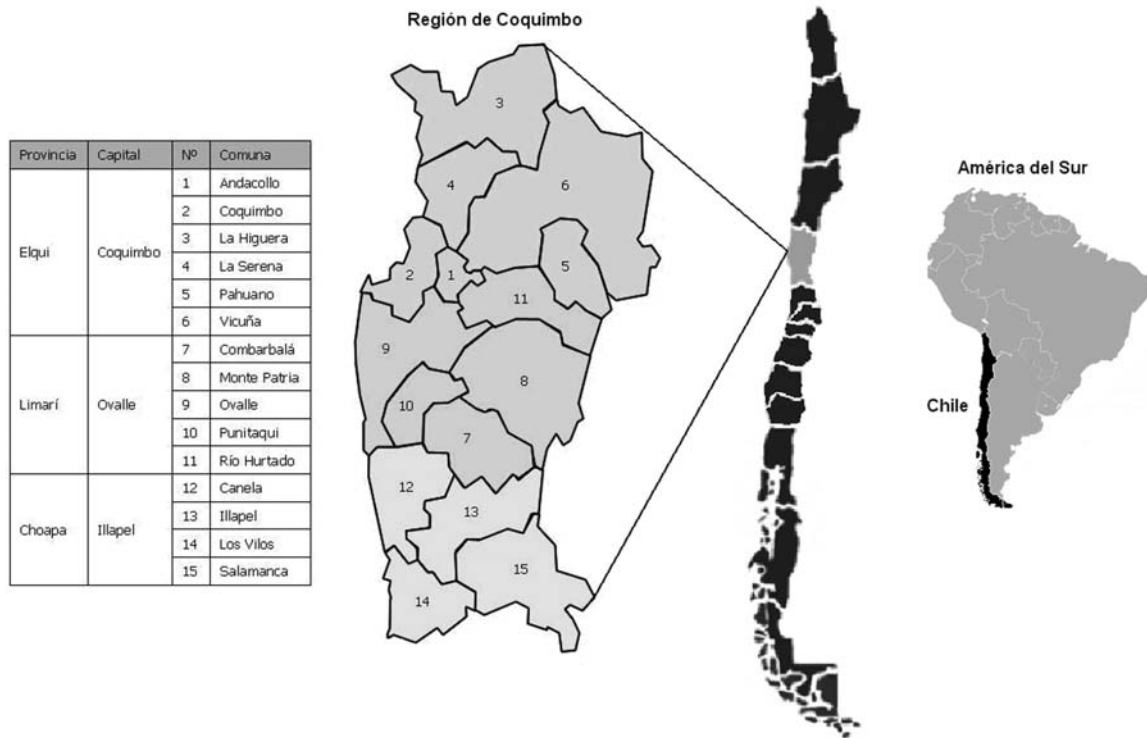 Región de Coquimbo
Provincia Capital Nº Comuna
Elqui Coquimbo
1 Andacollo
2 Coquimbo
3 La Higuera
4 La Serena
5 Pahuano
6 Vicuña
Limarí Ovalle
7 Combarbalá
8 Monte Patria
9 Ovalle
10 Punitaqui
11 Río Hurtado
Choapa Illapel
12 Canela
13 Illapel
14 Los Vilos
15 Salamanca
3
4
6
2
1
5
11
9
8
10
7
12
13
15
14
América del Sur
Chile